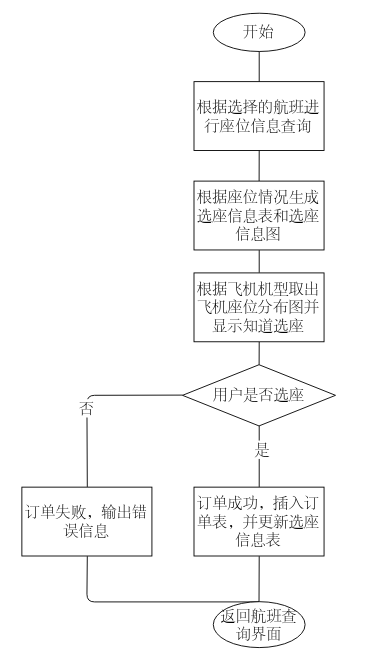 开始
根据选择的航班进
行座位信息查询
根据座位情况生成
选座信息表和选座
信息图
根据飞机机型取出
飞机座位分布图并
显示知道选座
用户是否选座
否
是
订单失败，输出错
误信息
订单成功，插入订
单表，并更新选座
信息表
返回航班查
询界面